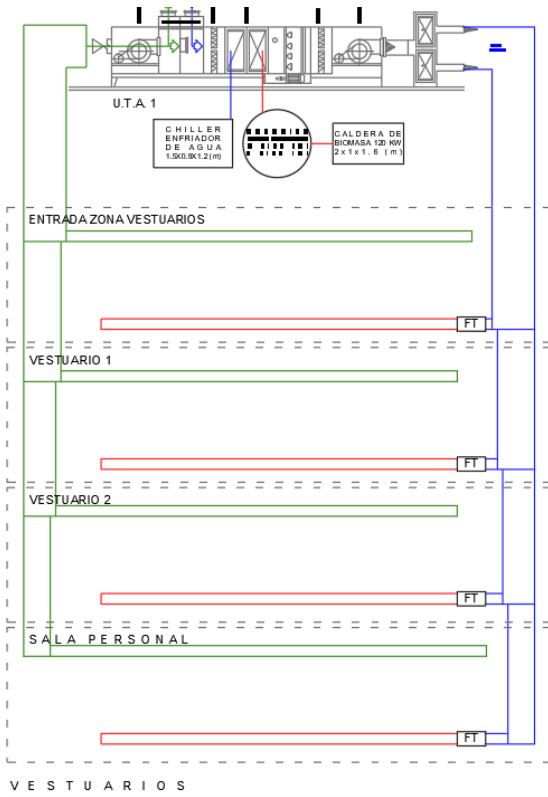 U.T.A. 1
CHILLER
ENFRIADOR
DE AGUA
1.5X0.9X1.2(m)
CALDERA DE
BIOMASA 120 KW
2x1x1.6 (m)
ENTRADA ZONA VESTUARIOS
FT
VESTUARIO 1
FT
VESTUARIO 2
FT
SALA PERSONAL
FT
VESTUARIOS